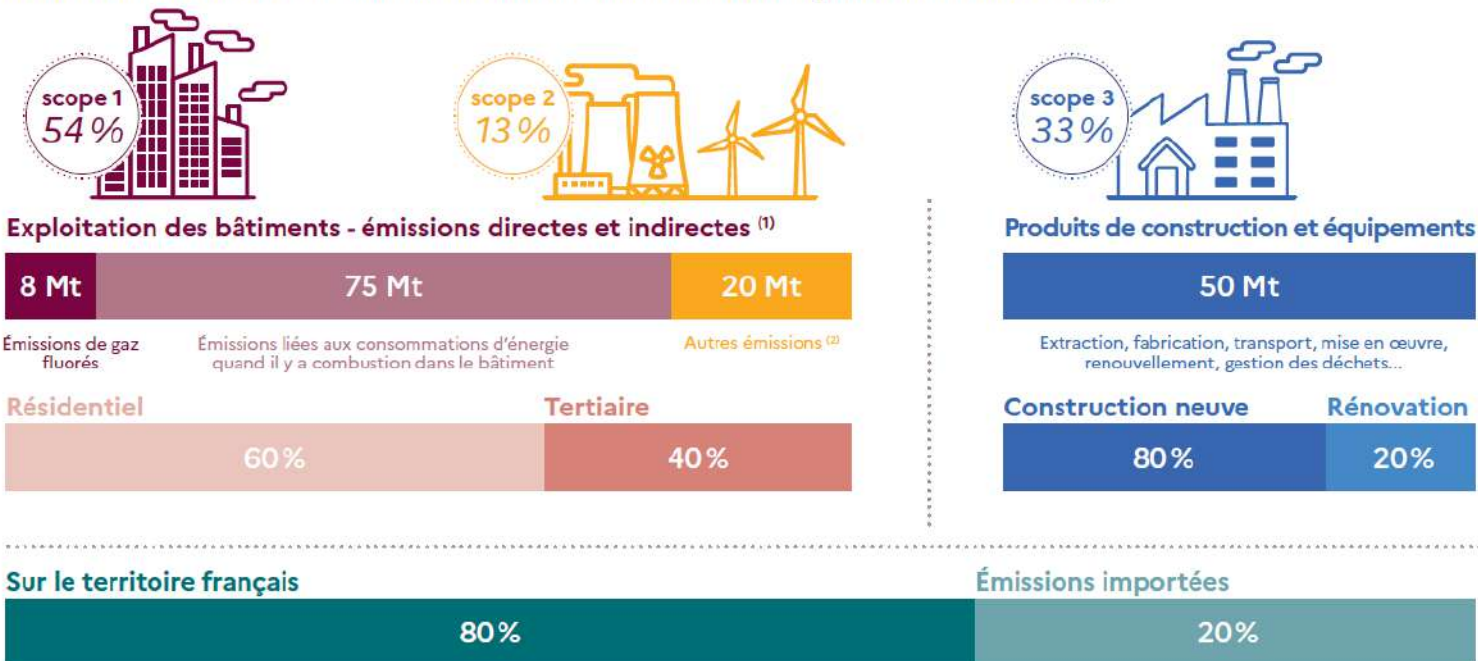 scope 1
54 %
scope 2
13 %
scope 3
33 %
Exploitation des bâtiments - émissions directes et indirectes (1)
8 Mt
75 Mt
20 Mt
Émissions de gaz
fluorés
Émissions liées aux consommations d'énergie
quand il y a combustion dans le bâtiment
Autres émissions (2)
Résidentiel
Tertiaire
60 %
40 %
Produits de construction et équipements
50 Mt
Extraction, fabrication, transport, mise en œuvre,
renouvellement, gestion des déchets...
Construction neuve
Rénovation
80 %
20 %
Sur le territoire français
Émissions importées
80 %
20 %